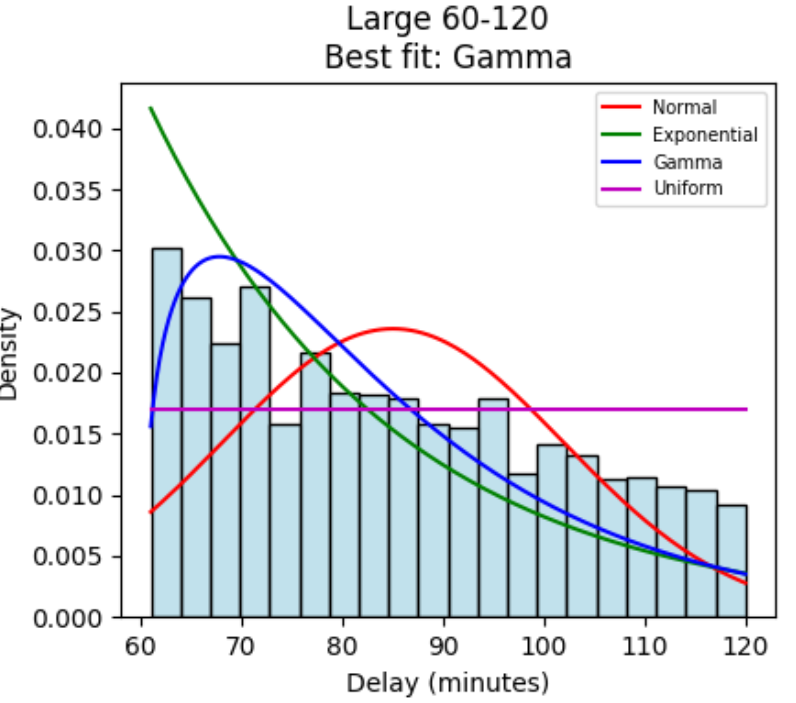 Large 60-120
Best fit: Gamma
Normal
Exponential
Gamma
Uniform
0.040
0.035
0.030
0.025
0.020
0.015
0.010
0.005
0.000
Density
60 70 80 90 100 110 120
Delay (minutes)